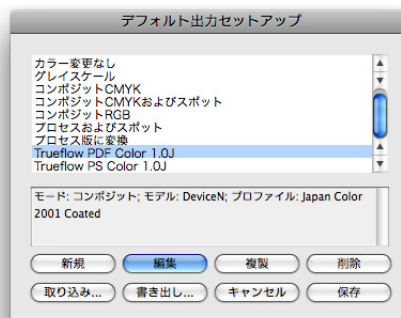 デフォルト出力セットアップ
カラー変更なし
グレイスケール
コンポジットCMYK
コンポジットCMYKおよびスポット
コンポジットRGB
プロセスおよびスポット
プロセス版に変換
Trueflow PDF Color 1.0J
Trueflow PS Color 1.0J
モード: コンポジット; モデル: DeviceN; プロファイル: Japan Color
2001 Coated
新規 編集 複製 削除
取り込み... 書き出し... キャンセル 保存